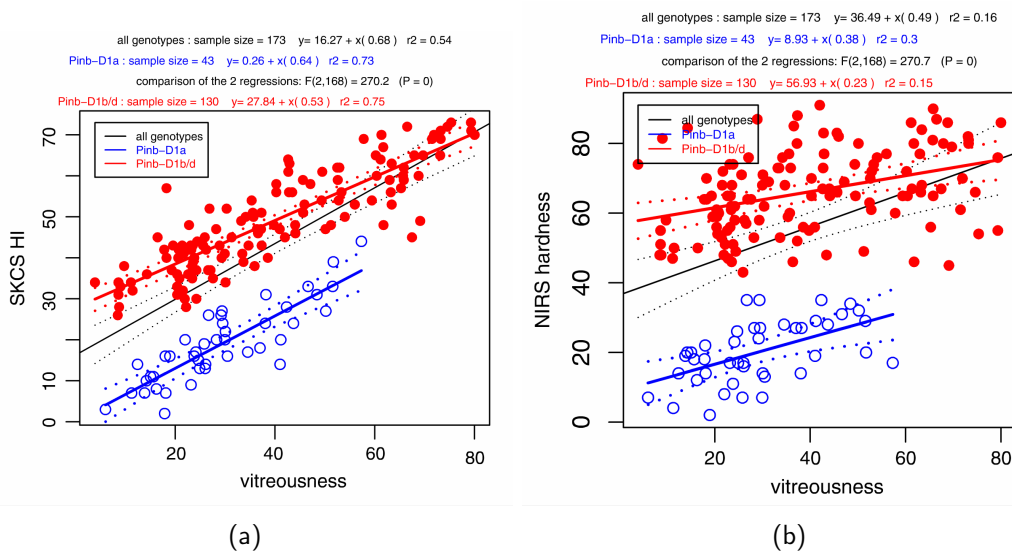 all genotypes : sample size = 173 y= 16.27 + x( 0.68 ) r2 = 0.54
Pinb−D1a : sample size = 43 y= 0.26 + x( 0.64 ) r2 = 0.73
comparison of the 2 regressions: F(2,168) = 270.2 (P = 0)
Pinb−D1b/d : sample size = 130 y= 27.84 + x( 0.53 ) r2 = 0.75
all genotypes
Pinb−D1a
Pinb−D1b/d
SKCS HI
0
10
30
50
70
20
40
60
80
vitreousness
(a)
all genotypes : sample size = 173 y= 36.49 + x( 0.49 ) r2 = 0.16
Pinb−D1a : sample size = 43 y= 8.93 + x( 0.38 ) r2 = 0.3
comparison of the 2 regressions: F(2,168) = 270.7 (P = 0)
Pinb−D1b/d : sample size = 130 y= 56.93 + x( 0.23 ) r2 = 0.15
all genotypes
Pinb−D1a
Pinb−D1b/d
NIRS hardness
0
20
40
60
80
20
40
60
80
vitreousness
(b)